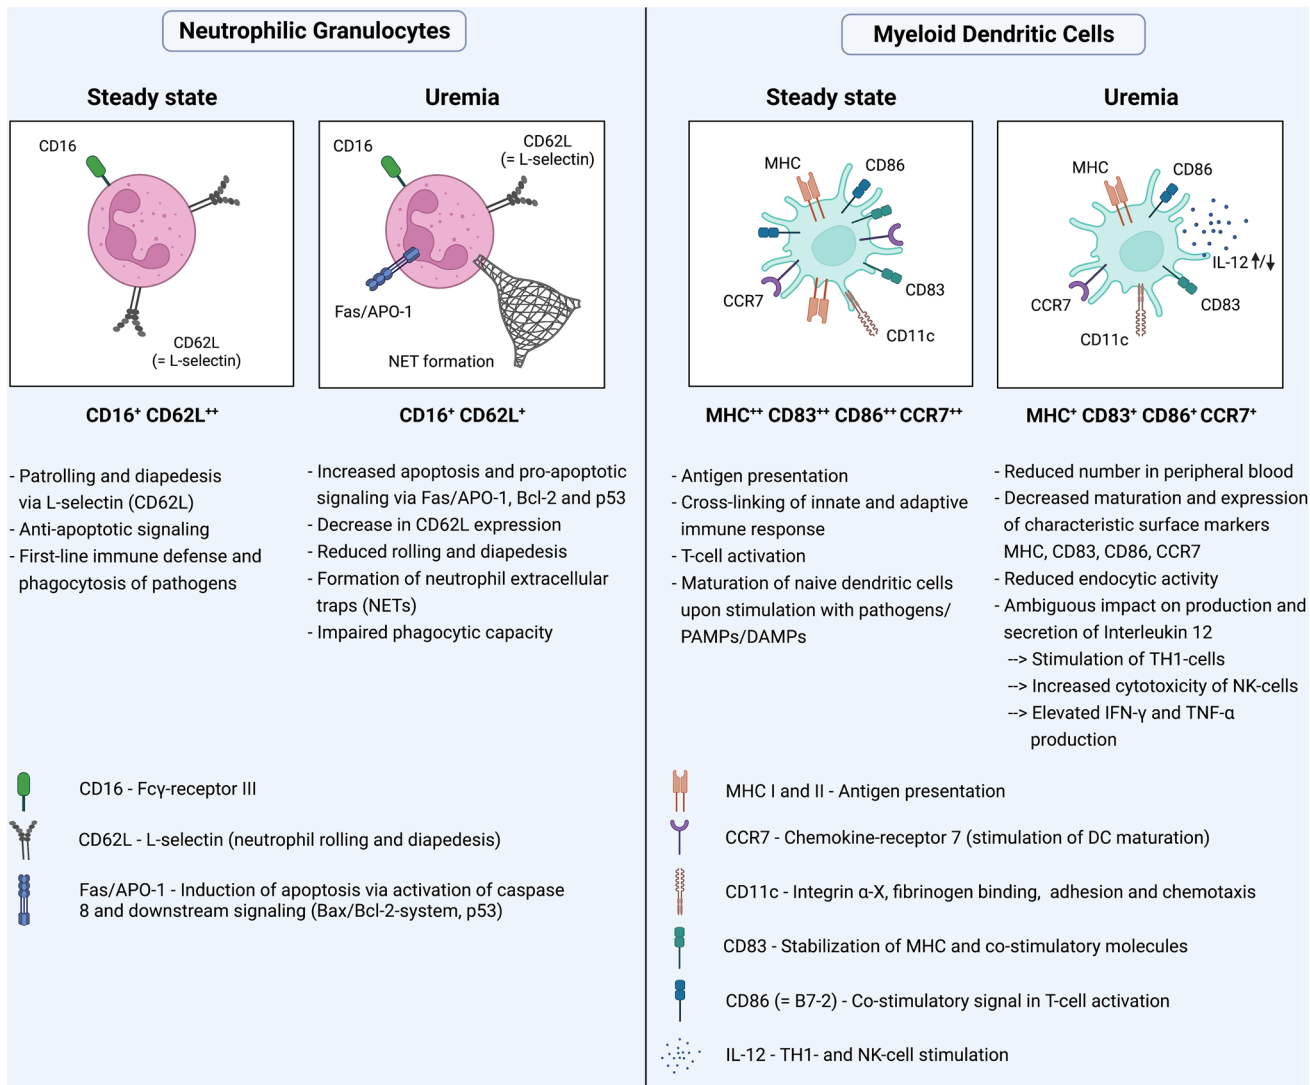 Neutrophilic Granulocytes
Steady state
Uremia
CD16
CD62L
(= L-selectin)
CD16
CD62L
(= L-selectin)
Fas/APO-1
NET formation
CD16⁺ CD62L⁺⁺
CD16⁺ CD62L⁺
- Patrolling and diapedesis
via L-selectin (CD62L)
- Anti-apoptotic signaling
- First-line immune defense and
phagocytosis of pathogens
- Increased apoptosis and pro-apoptotic
signaling via Fas/APO-1, Bcl-2 and p53
- Decrease in CD62L expression
- Reduced rolling and diapedesis
- Formation of neutrophil extracellular
traps (NETs)
- Impaired phagocytic capacity
CD16 - Fcγ-receptor III
CD62L - L-selectin (neutrophil rolling and diapedesis)
Fas/APO-1 - Induction of apoptosis via activation of caspase
8 and downstream signaling (Bax/Bcl-2-system, p53)
Myeloid Dendritic Cells
Steady state
Uremia
MHC
CD86
CCR7
CD83
CD11c
MHC
CD86
IL-12 ↑/↓
CCR7
CD83
CD11c
MHC⁺⁺ CD83⁺⁺ CD86⁺⁺ CCR7⁺⁺
MHC⁺ CD83⁺ CD86⁺ CCR7⁺
- Antigen presentation
- Cross-linking of innate and adaptive
immune response
- T-cell activation
- Maturation of naive dendritic cells
upon stimulation with pathogens/
PAMPs/DAMPs
- Reduced number in peripheral blood
- Decreased maturation and expression
of characteristic surface markers
MHC, CD83, CD86, CCR7
- Reduced endocytic activity
- Ambiguous impact on production and
secretion of Interleukin 12
--> Stimulation of TH1-cells
--> Increased cytotoxicity of NK-cells
--> Elevated IFN-γ and TNF-α
production
MHC I and II - Antigen presentation
CCR7 - Chemokine-receptor 7 (stimulation of DC maturation)
CD11c - Integrin α-X, fibrinogen binding, adhesion and chemotaxis
CD83 - Stabilization of MHC and co-stimulatory molecules
CD86 (= B7-2) - Co-stimulatory signal in T-cell activation
IL-12 - TH1- and NK-cell stimulation